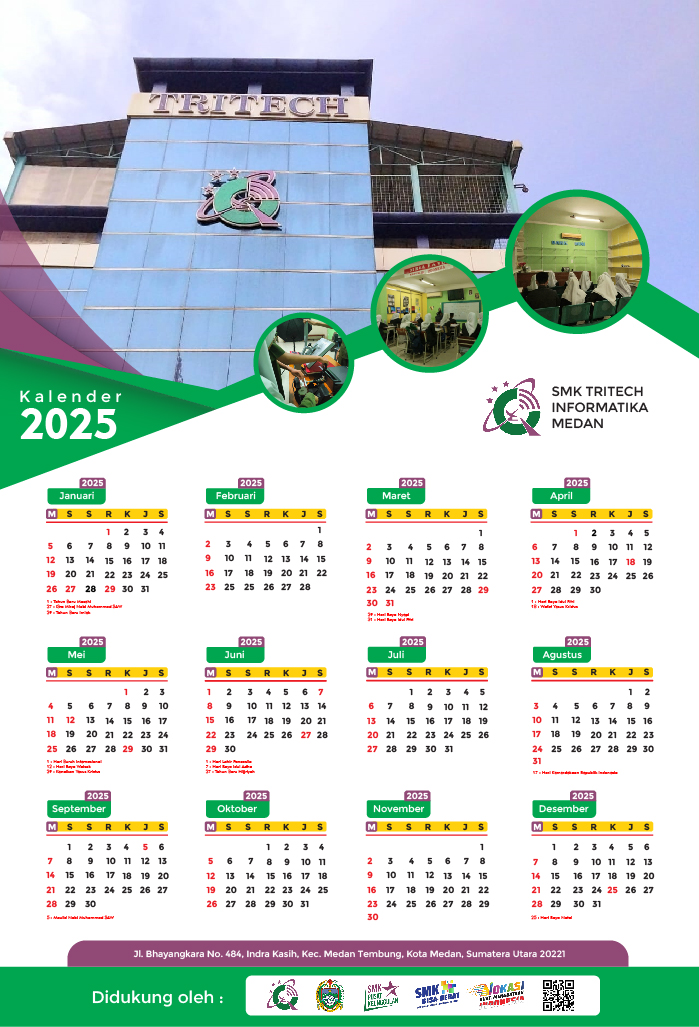 TRITECH
Kalender
2025
SMK TRITECH
INFORMATIKA
MEDAN
2025
Januari
M S S R K J S
1 2 3 4
5 6 7 8 9 10 11
12 13 14 15 16 17 18
19 20 21 22 23 24 25
26 27 28 29 30 31
1 : Tahun Baru Masehi
27 : Isra Miraj Nabi Muhammad SAW
29 : Tahun Baru Imlek
2025
Februari
M S S R K J S
1
2 3 4 5 6 7 8
9 10 11 12 13 14 15
16 17 18 19 20 21 22
23 24 25 26 27 28
2025
Maret
M S S R K J S
1
2 3 4 5 6 7 8
9 10 11 12 13 14 15
16 17 18 19 20 21 22
23 24 25 26 27 28 29
30 31
29 : Hari Raya Nyepi
31 : Hari Raya Idul Fitri
2025
April
M S S R K J S
1 2 3 4 5
6 7 8 9 10 11 12
13 14 15 16 17 18 19
20 21 22 23 24 25 26
27 28 29 30
1 : Hari Raya Idul Fitri
18 : Wafat Yesus Kristus
2025
Mei
M S S R K J S
1 2 3
4 5 6 7 8 9 10
11 12 13 14 15 16 17
18 19 20 21 22 23 24
25 26 27 28 29 30 31
1 : Hari Buruh Internasional
12 : Hari Raya Waisak
29 : Kenaikan Yesus Kristus
2025
Juni
M S S R K J S
1 2 3 4 5 6 7
8 9 10 11 12 13 14
15 16 17 18 19 20 21
22 23 24 25 26 27 28
29 30
1 : Hari Lahir Pancasila
7 : Hari Raya Idul Adha
27 : Tahun Baru Hijriyah
2025
Juli
M S S R K J S
1 2 3 4 5
6 7 8 9 10 11 12
13 14 15 16 17 18 19
20 21 22 23 24 25 26
27 28 29 30 31
2025
Agustus
M S S R K J S
1 2
3 4 5 6 7 8 9
10 11 12 13 14 15 16
17 18 19 20 21 22 23
24 25 26 27 28 29 30
31
17 : Hari Kemerdekaan Republik Indonesia
2025
September
M S S R K J S
1 2 3 4 5 6
7 8 9 10 11 12 13
14 15 16 17 18 19 20
21 22 23 24 25 26 27
28 29 30
5 : Maulid Nabi Muhammad SAW
2025
Oktober
M S S R K J S
1 2 3 4
5 6 7 8 9 10 11
12 13 14 15 16 17 18
19 20 21 22 23 24 25
26 27 28 29 30 31
2025
November
M S S R K J S
1
2 3 4 5 6 7 8
9 10 11 12 13 14 15
16 17 18 19 20 21 22
23 24 25 26 27 28 29
30
2025
Desember
M S S R K J S
1 2 3 4 5 6
7 8 9 10 11 12 13
14 15 16 17 18 19 20
21 22 23 24 25 26 27
28 29 30 31
25 : Hari Raya Natal
Jl. Bhayangkara No. 484, Indra Kasih, Kec. Medan Tembung, Kota Medan, Sumatera Utara 20221
Didukung oleh :
SMK
PUSAT
KEUNGGULAN
SMK
BISA HEBAT
VOKASI
KUAT MENGUATKAN
INDONESIA